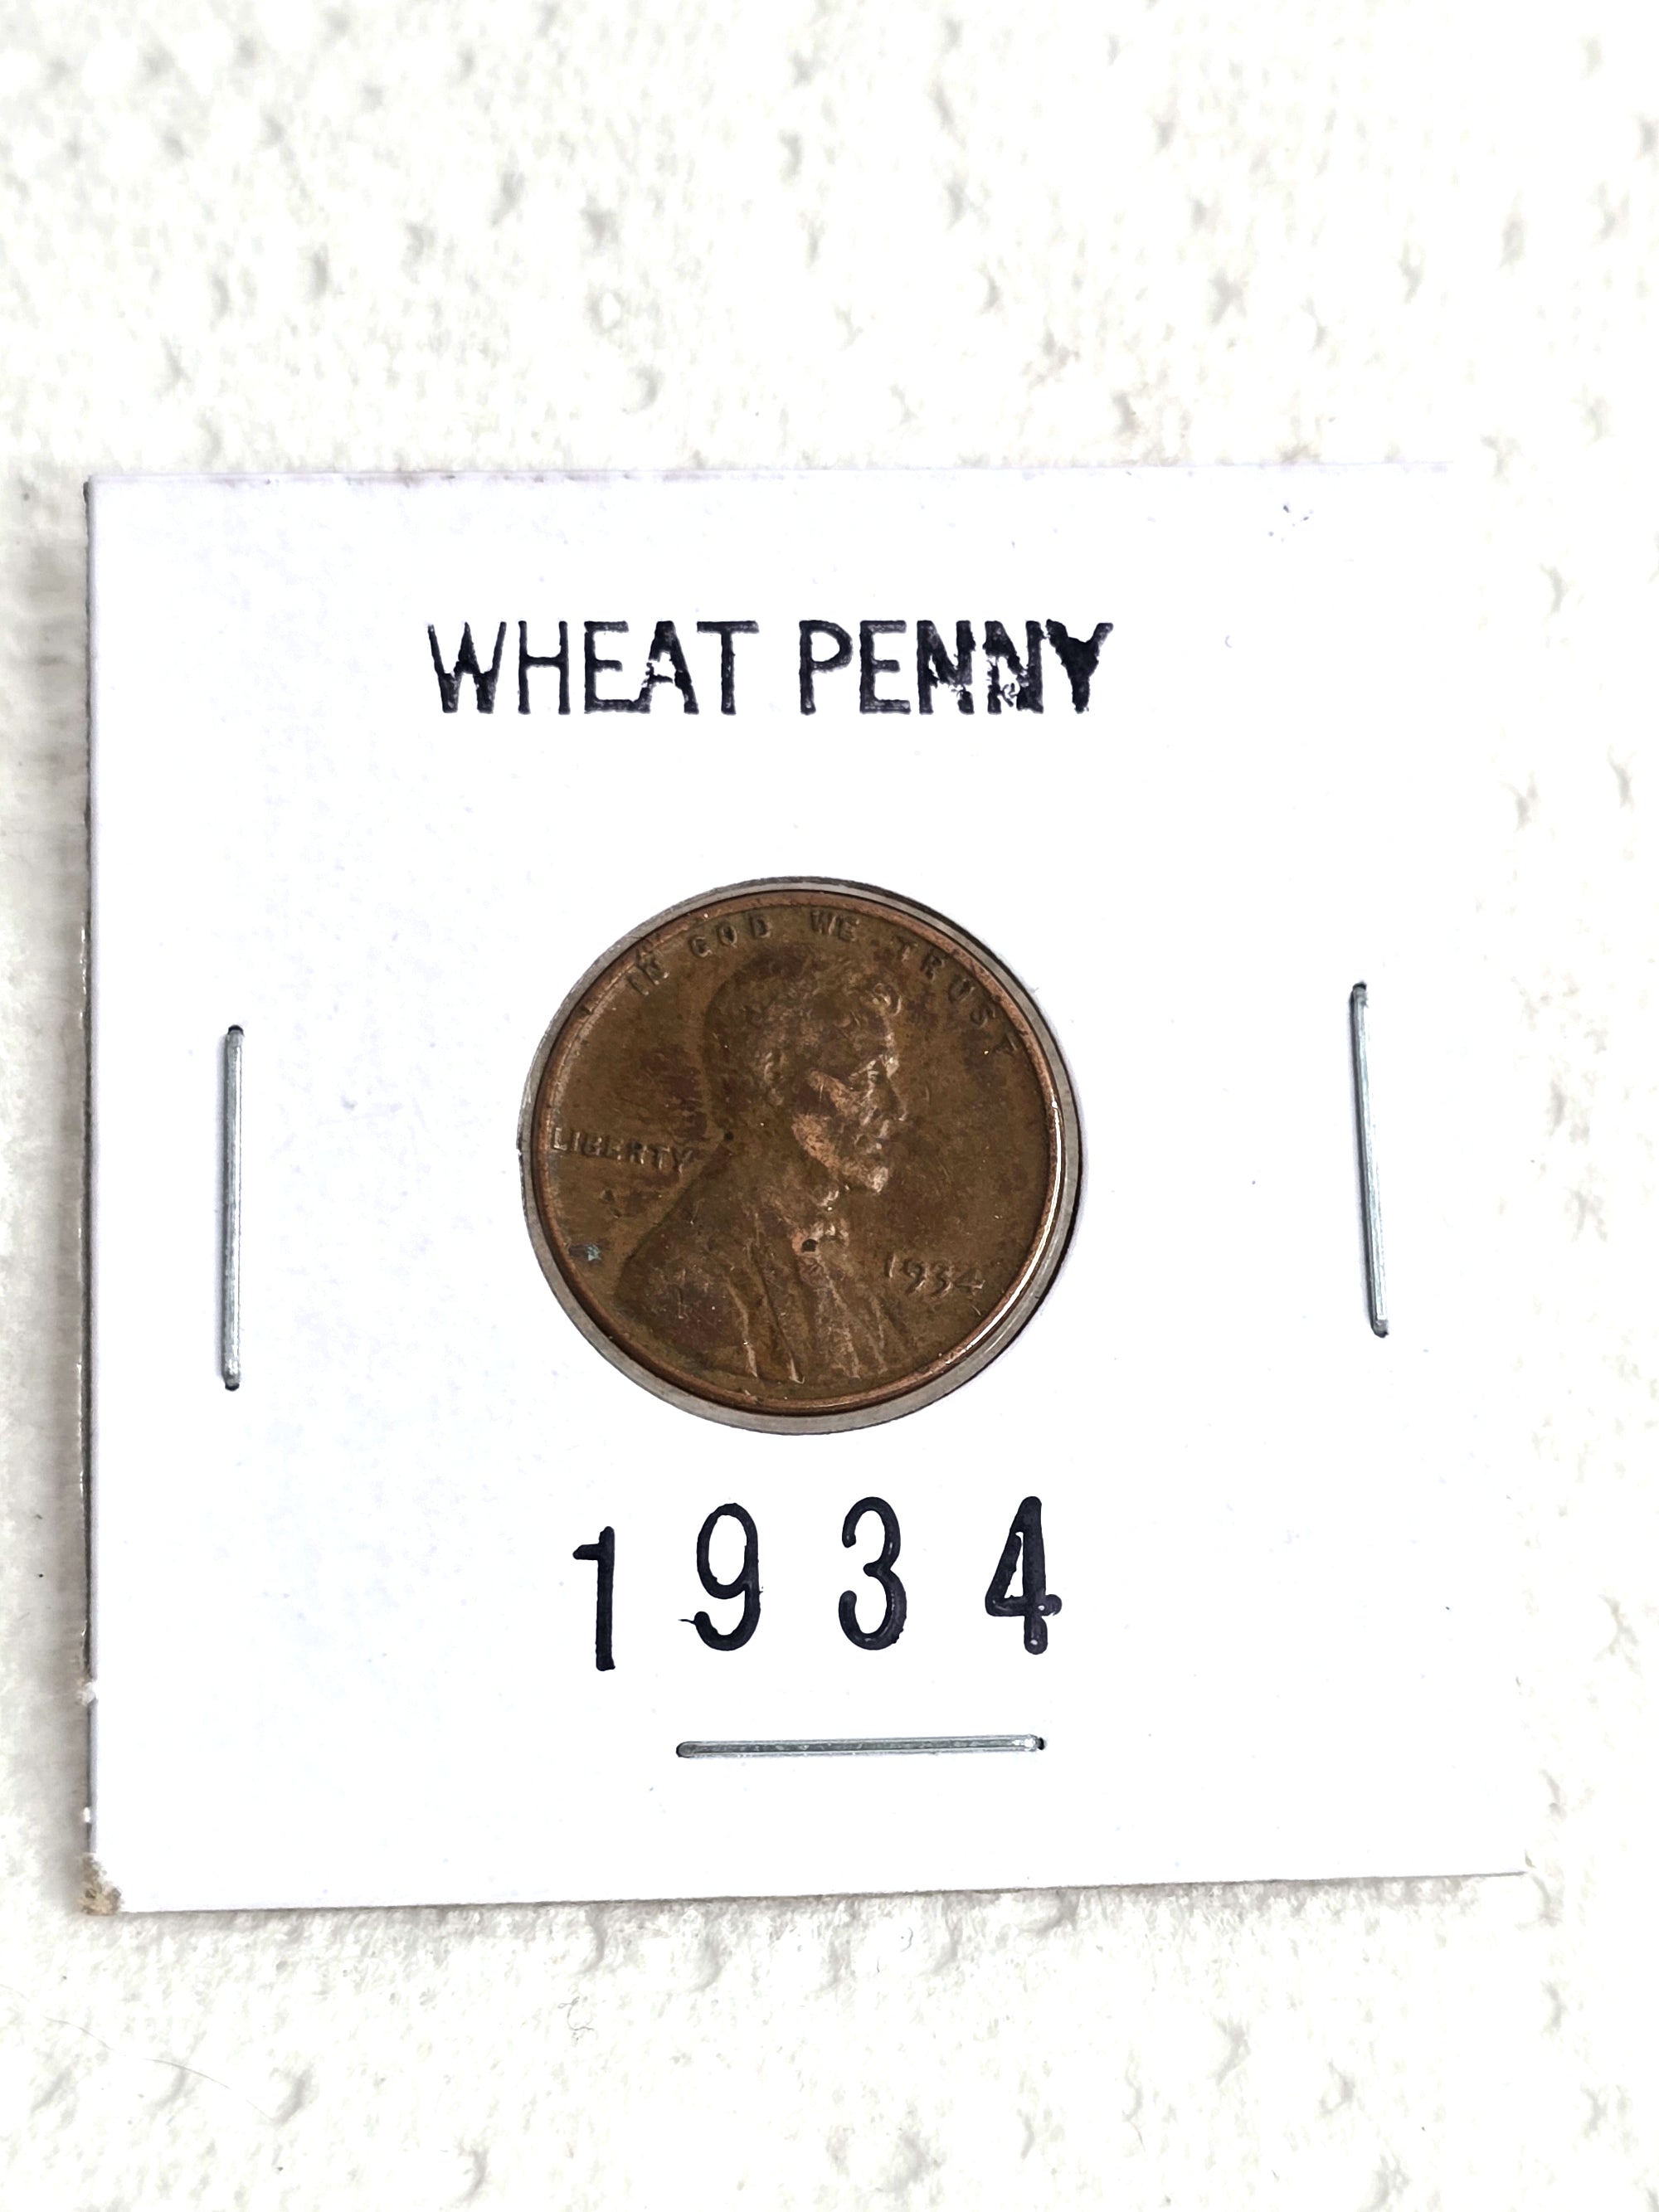 WHEAT PENNY
IN GOD WE TRUST
LIBERTY
1934
1934